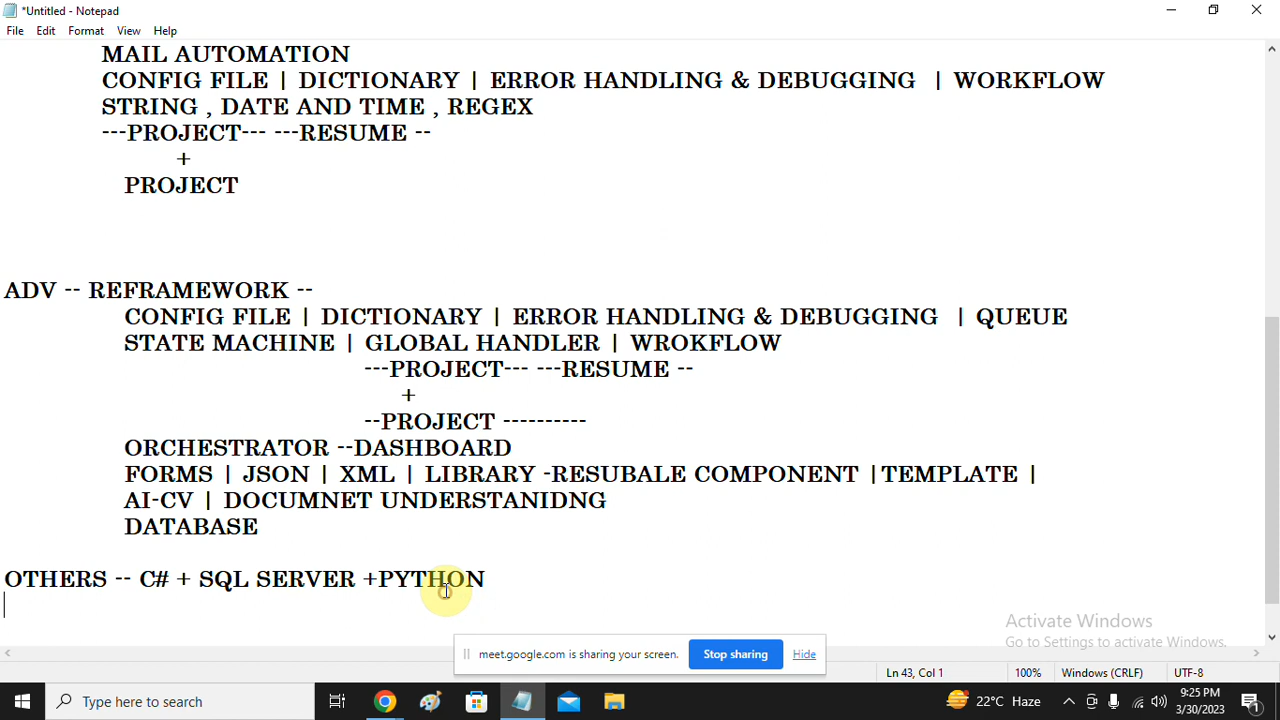 *Untitled - Notepad
File Edit Format View Help
MAIL AUTOMATION
CONFIG FILE | DICTIONARY | ERROR HANDLING & DEBUGGING | WORKFLOW
STRING , DATE AND TIME , REGEX
---PROJECT--- ---RESUME --
+
PROJECT
ADV -- REFRAMEWORK --
CONFIG FILE | DICTIONARY | ERROR HANDLING & DEBUGGING | QUEUE
STATE MACHINE | GLOBAL HANDLER | WROKFLOW
---PROJECT--- ---RESUME --
+
--PROJECT ----------
ORCHESTRATOR --DASHBOARD
FORMS | JSON | XML | LIBRARY -RESUBALE COMPONENT |TEMPLATE |
AI-CV | DOCUMNET UNDERSTANIDNG
DATABASE
OTHERS -- C# + SQL SERVER +PYTHON
Activate Windows
Go to Settings to activate Windows.
meet.google.com is sharing your screen. Stop sharing Hide
Ln 43, Col 1 100% Windows (CRLF) UTF-8
Type here to search
22°C Haze
9:25 PM
3/30/2023
1